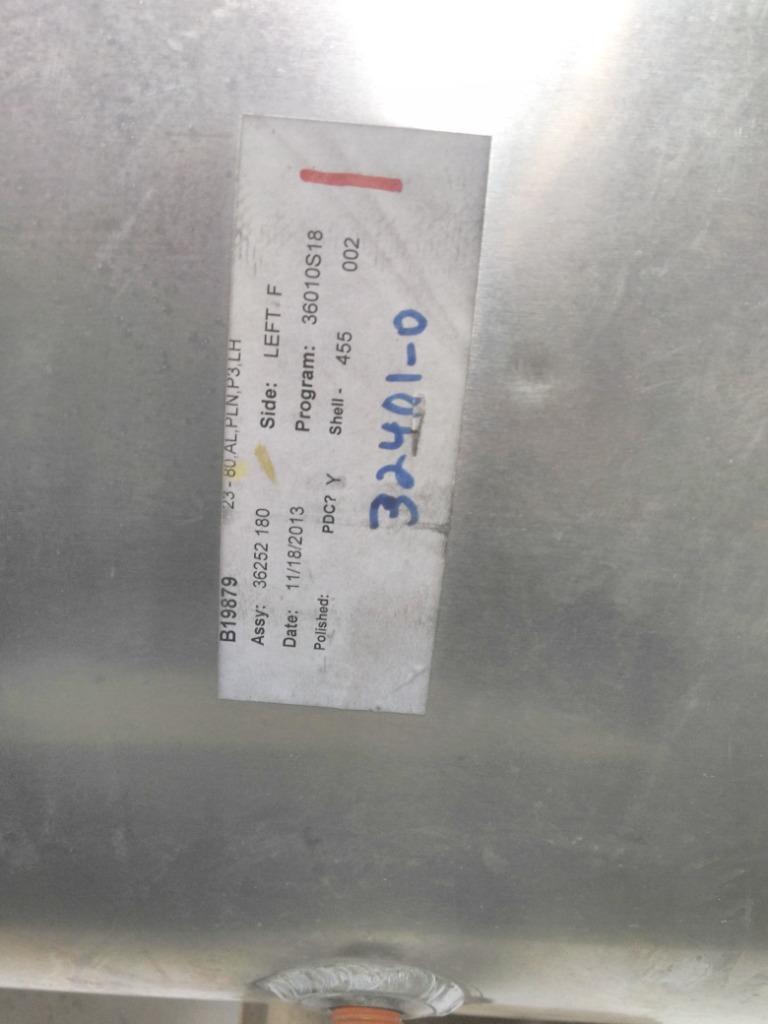 B19879 23 - 80,AL,PLN,P3,LH
Assy: 36252 180 Side: LEFT F
Date: 11/18/2013 Program: 36010S18
Polished: PDC? Y Shell - 455 002
32401-0